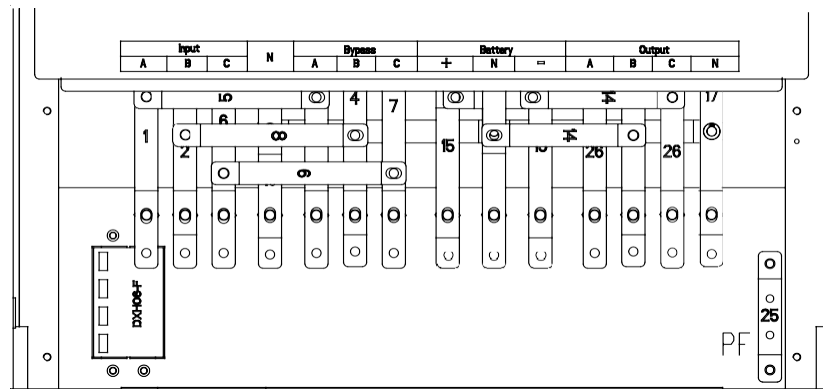 Input Bypass Battery Output
A B C N A B C + N - A B C N
5 4 7 14 17
1 6 8 14
2 15 26 26
9
DXH06-F
25
PF